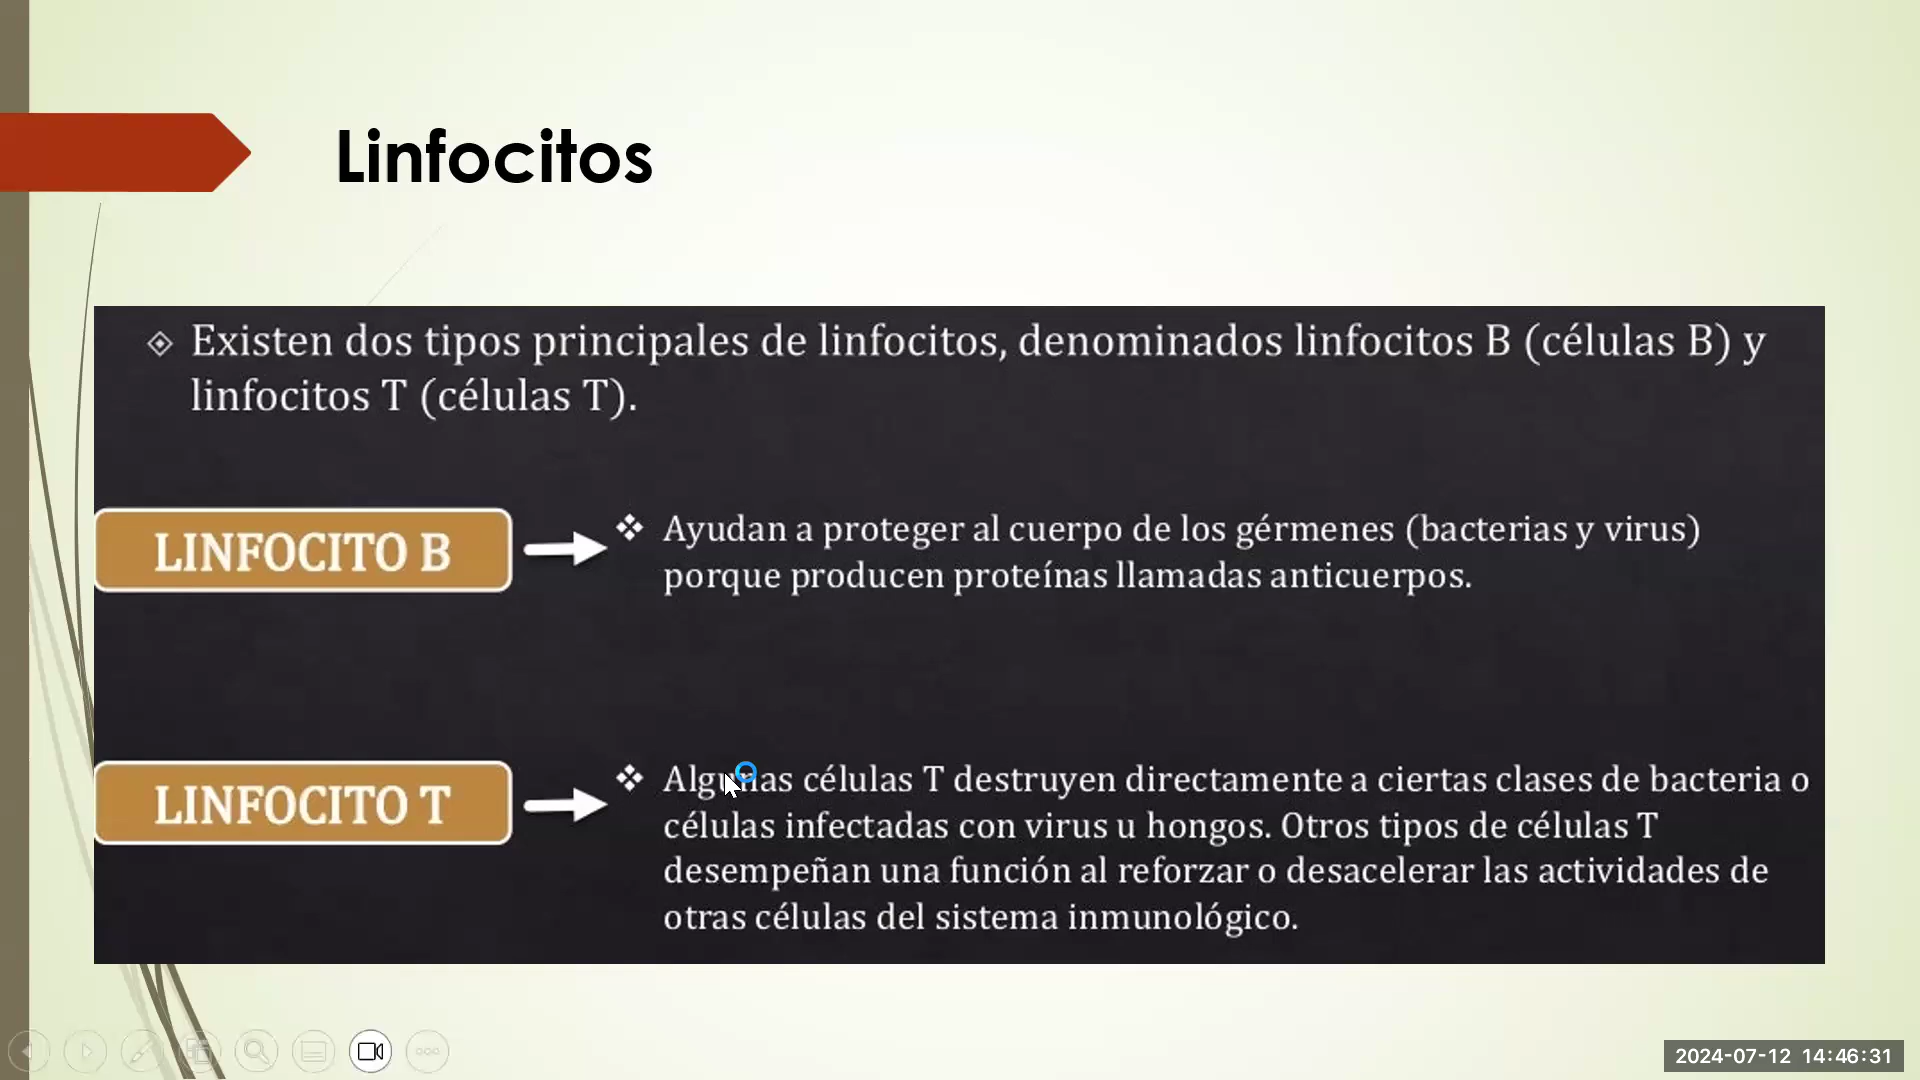 Linfocitos
Existen dos tipos principales de linfocitos, denominados linfocitos B (células B) y
linfocitos T (células T).
LINFOCITO B
Ayudan a proteger al cuerpo de los gérmenes (bacterias y virus)
porque producen proteínas llamadas anticuerpos.
LINFOCITO T
Algunas células T destruyen directamente a ciertas clases de bacteria o
células infectadas con virus u hongos. Otros tipos de células T
desempeñan una función al reforzar o desacelerar las actividades de
otras células del sistema inmunológico.
2024-07-12 14:46:31